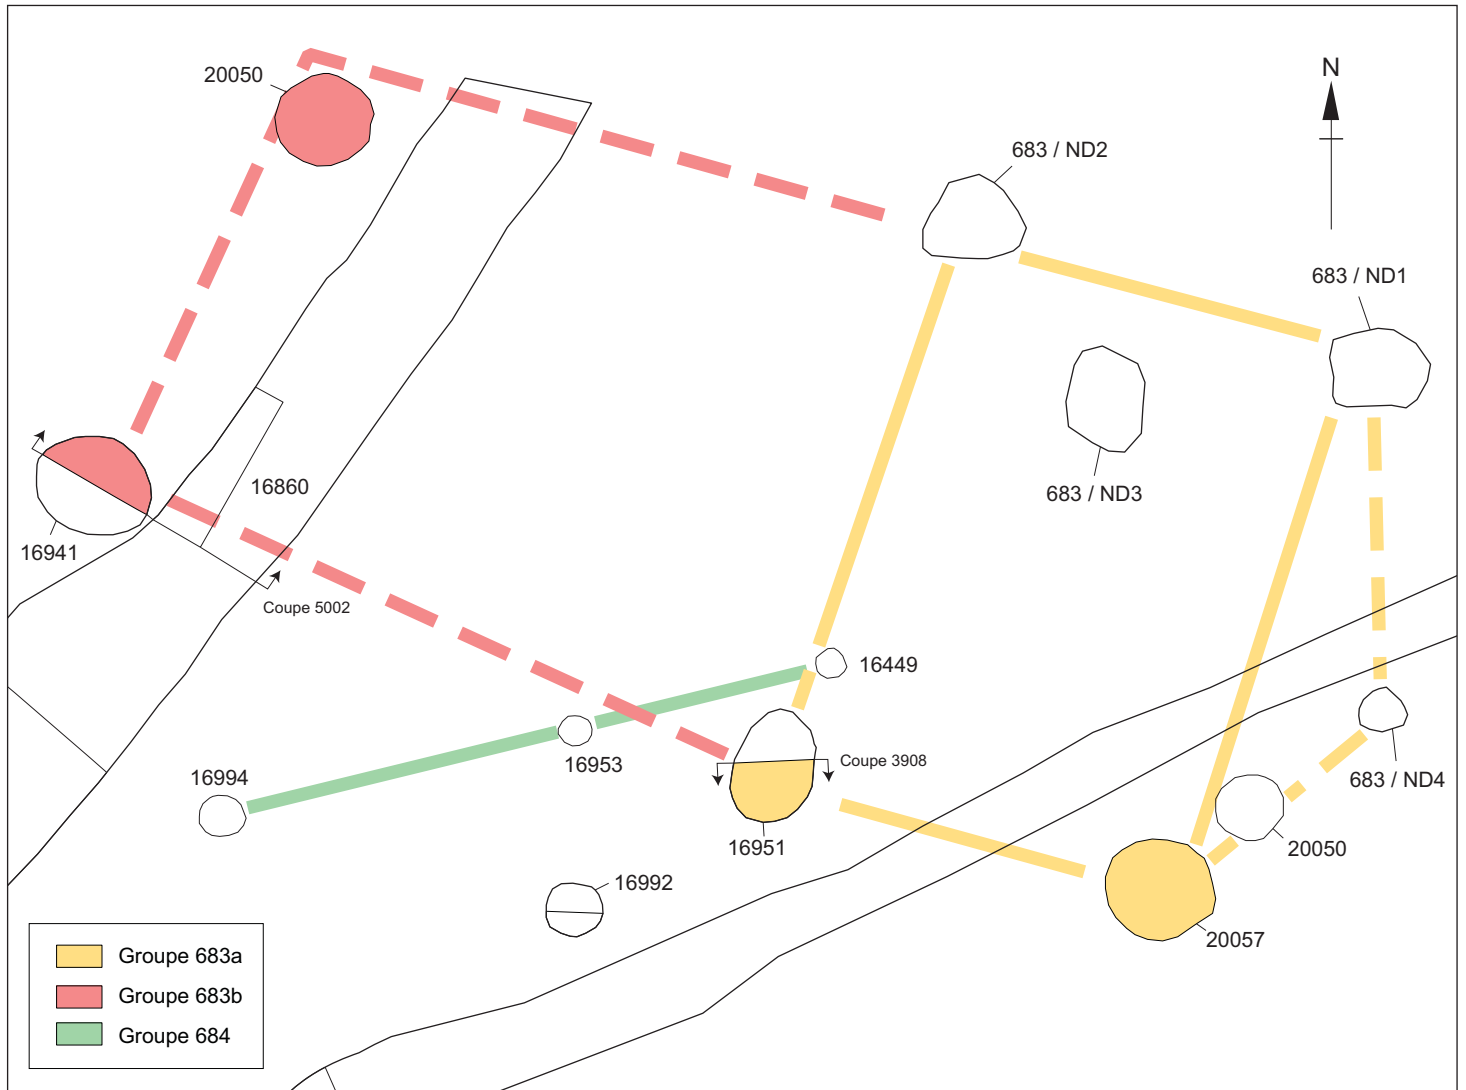 20050
N
683 / ND2
683 / ND1
683 / ND3
16860
16941
Coupe 5002
16449
16953
Coupe 3908
16994
683 / ND4
16951
20050
16992
20057
Groupe 683a
Groupe 683b
Groupe 684